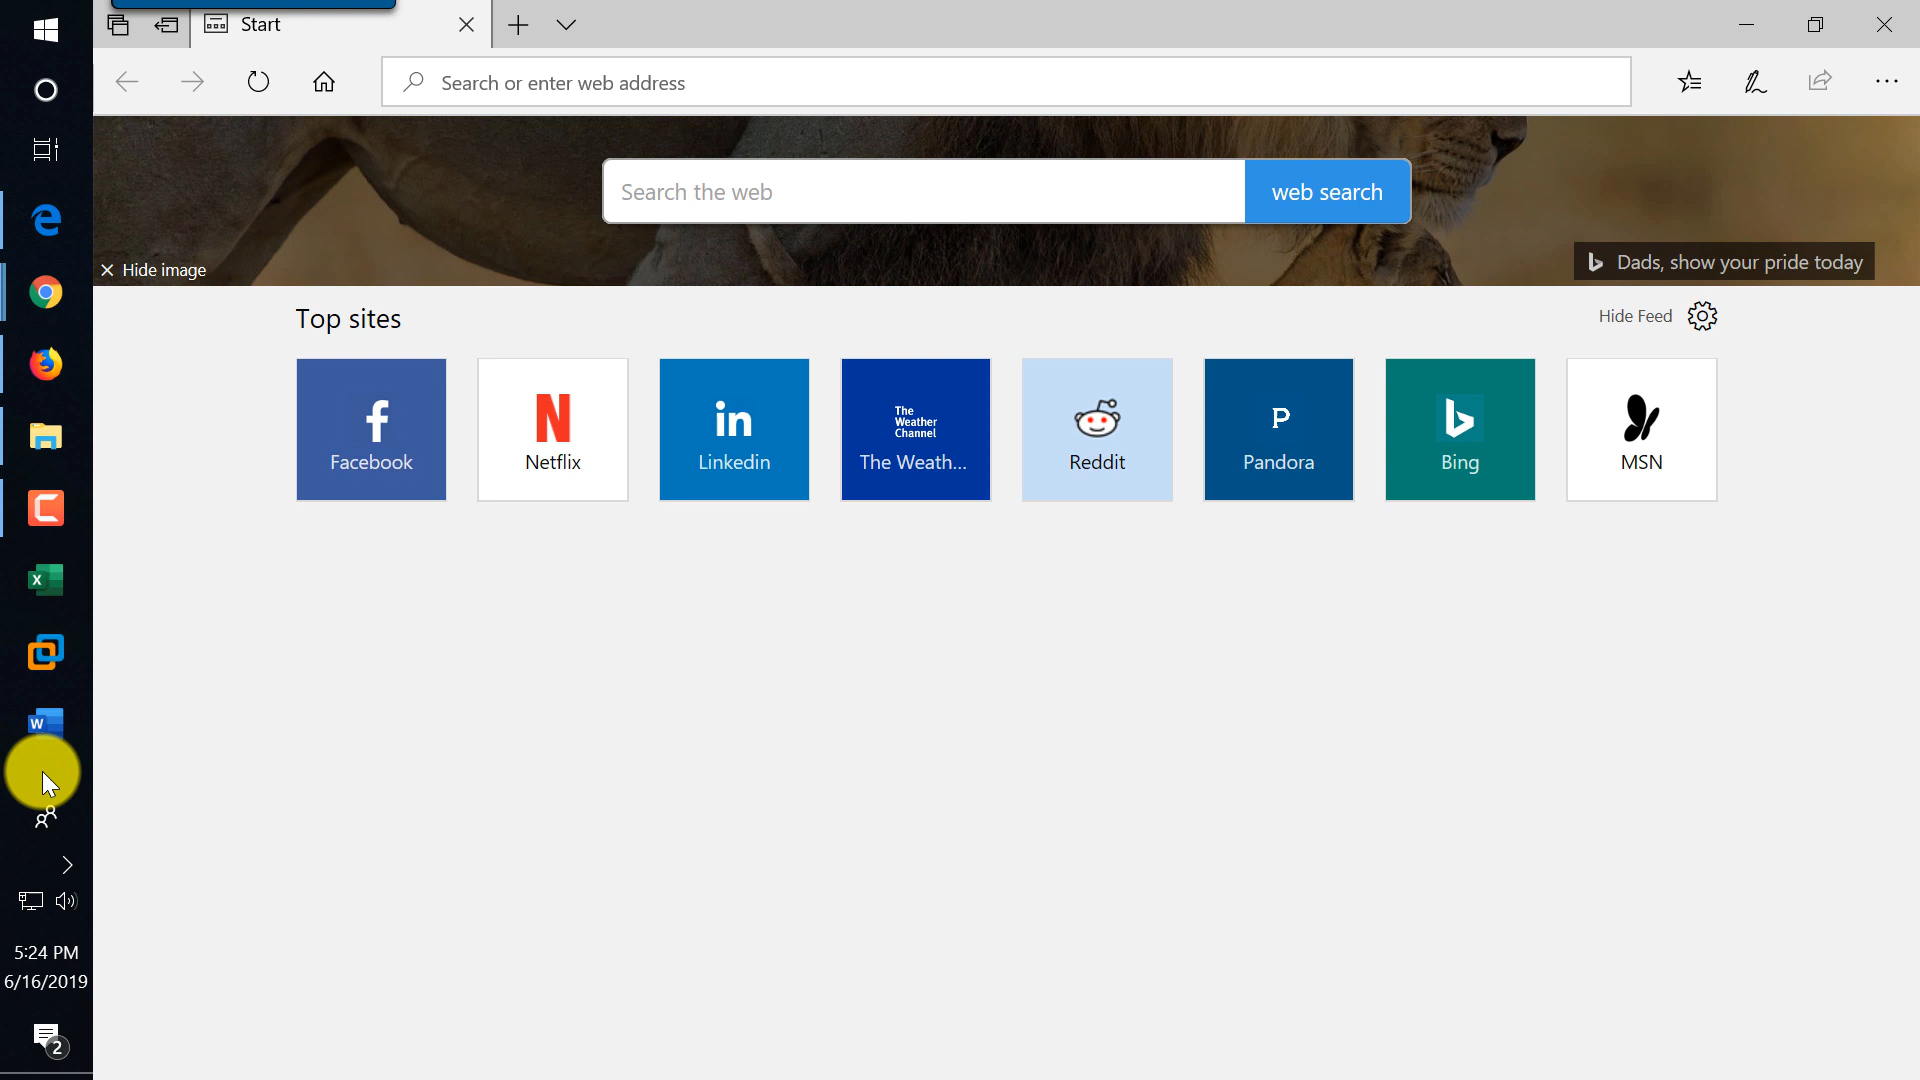 Start
Search or enter web address
Search the web
web search
Hide image
Dads, show your pride today
Top sites
Hide Feed
f
Facebook
N
Netflix
in
Linkedin
The
Weather
Channel
The Weath...
Reddit
P
Pandora
Bing
MSN
X
W
5:24 PM
6/16/2019
2